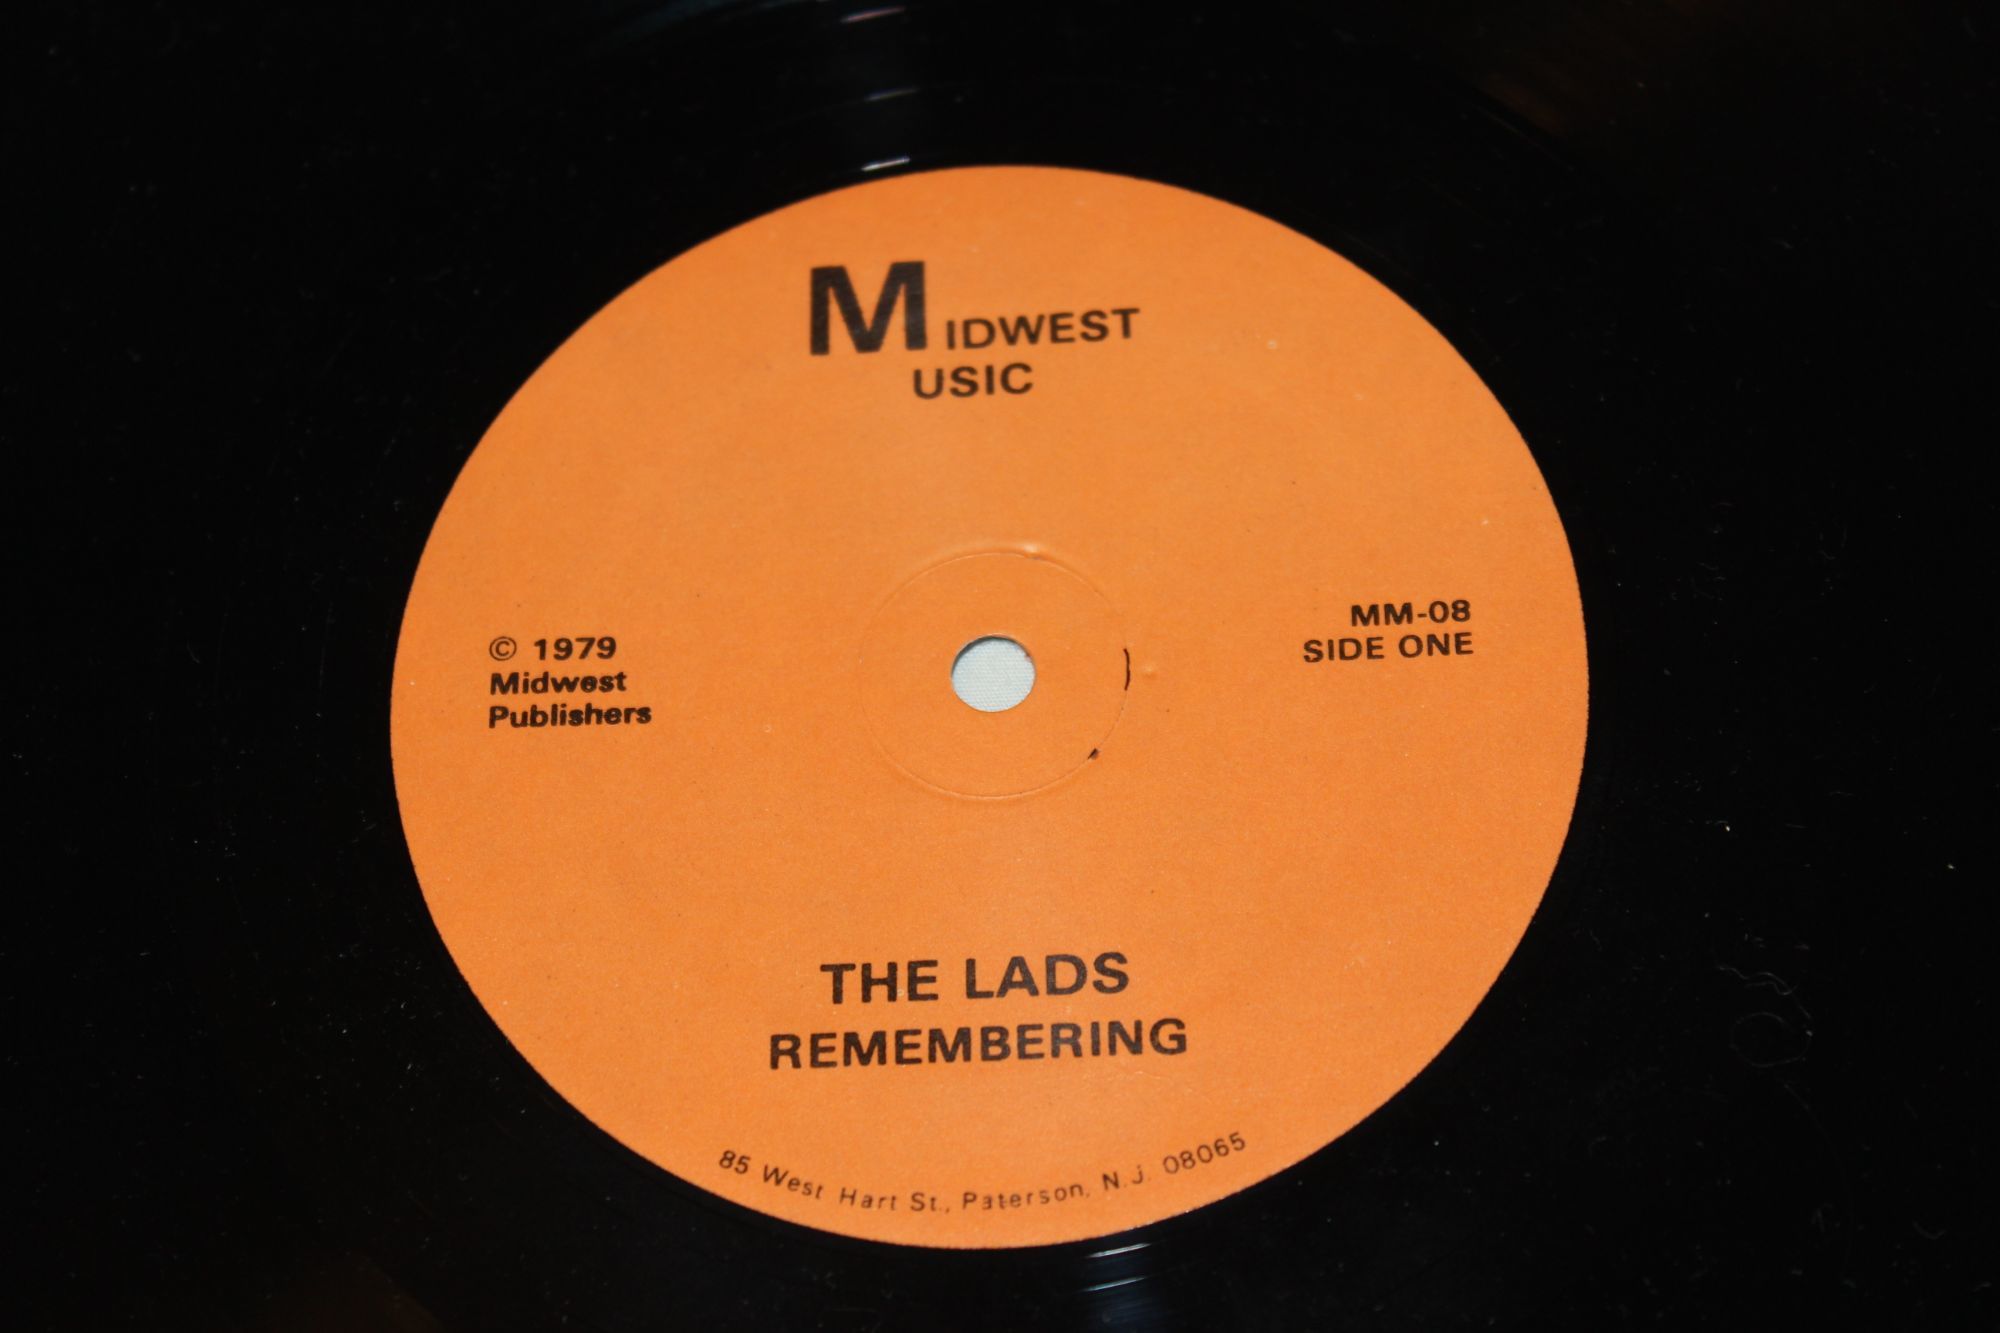 MIDWEST
USIC
© 1979
Midwest
Publishers
MM-08
SIDE ONE
THE LADS
REMEMBERING
85 West Hart St., Paterson, N.J. 08065